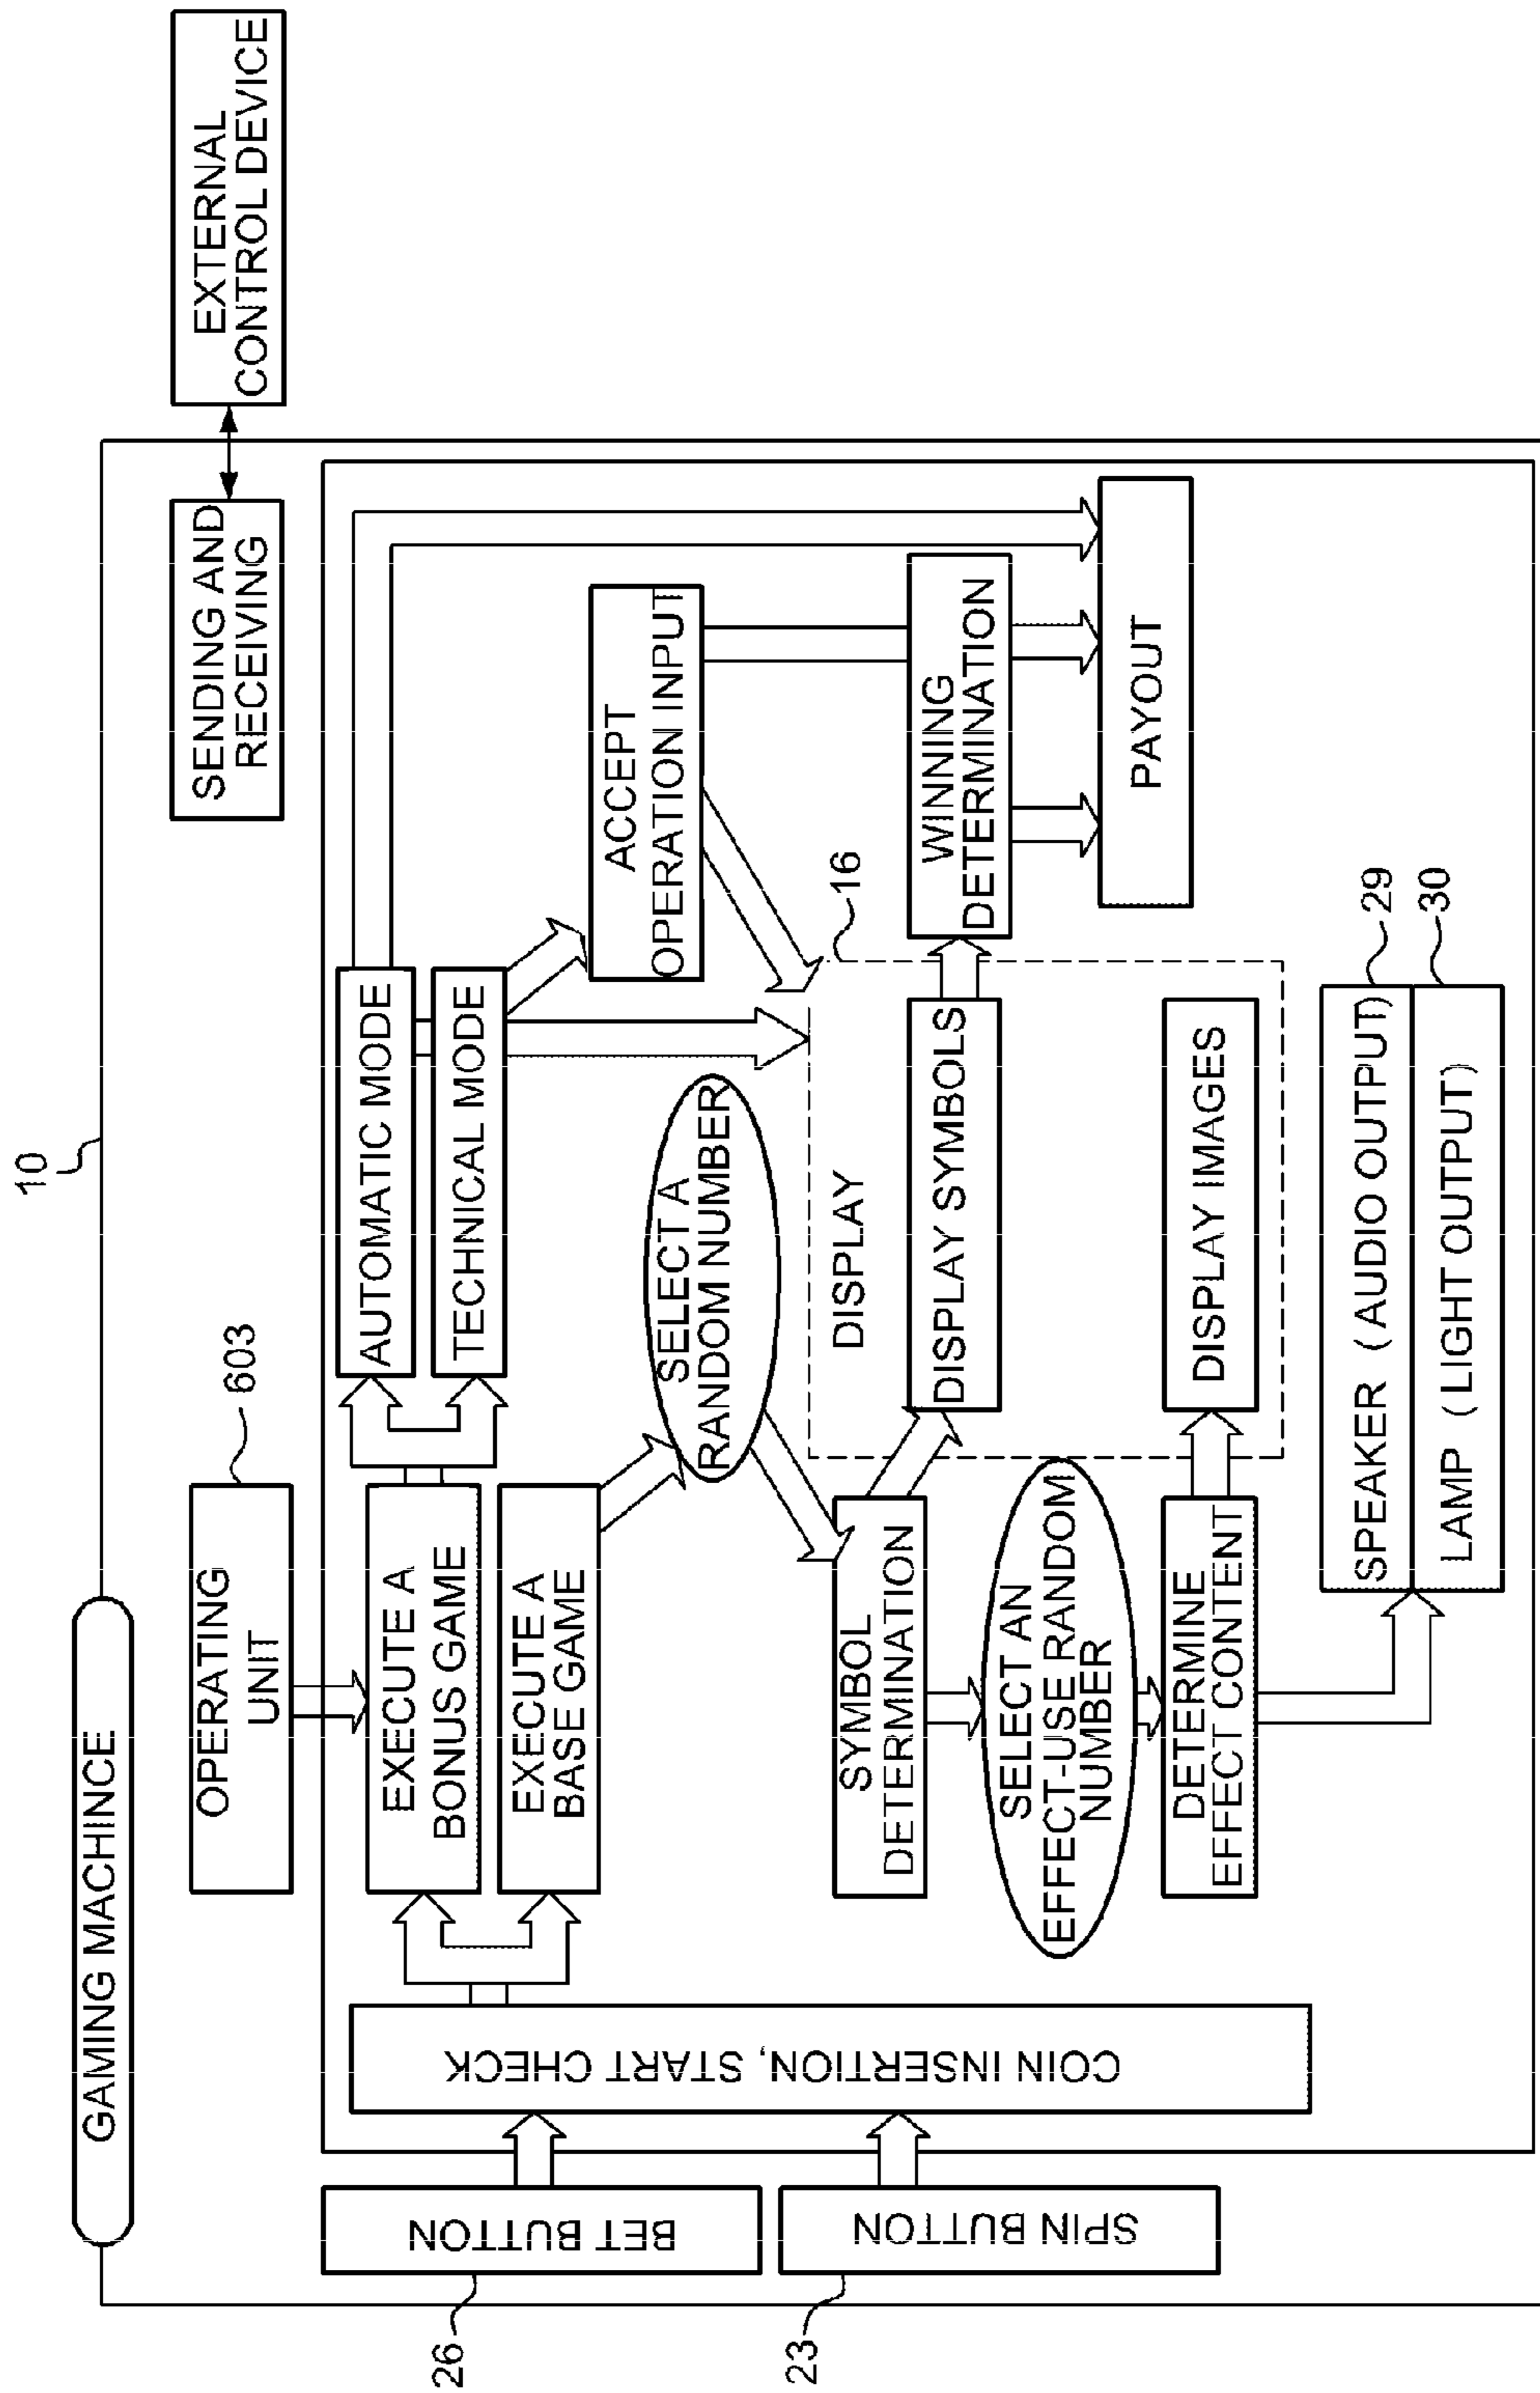 10
GAMING MACHINCE
EXTERNAL
CONTROL DEVICE
SENDING AND
RECEIVING
OPERATING
UNIT
603
26
BET BUTTON
23
SPIN BUTTON
COIN INSERTION, START CHECK
EXECUTE A
BONUS GAME
EXECUTE A
BASE GAME
AUTOMATIC MODE
TECHNICAL MODE
ACCEPT
OPERATION INPUT
SELECT A
RANDOM NUMBER
DISPLAY
16
SYMBOL
DETERMINATION
DISPLAY SYMBOLS
WINNING
DETERMINATION
SELECT AN
EFFECT-USE RANDOM
NUMBER
PAYOUT
DETERMINE
EFFECT CONTENT
DISPLAY IMAGES
SPEAKER (AUDIO OUTPUT)
29
LAMP (LIGHT OUTPUT)
30